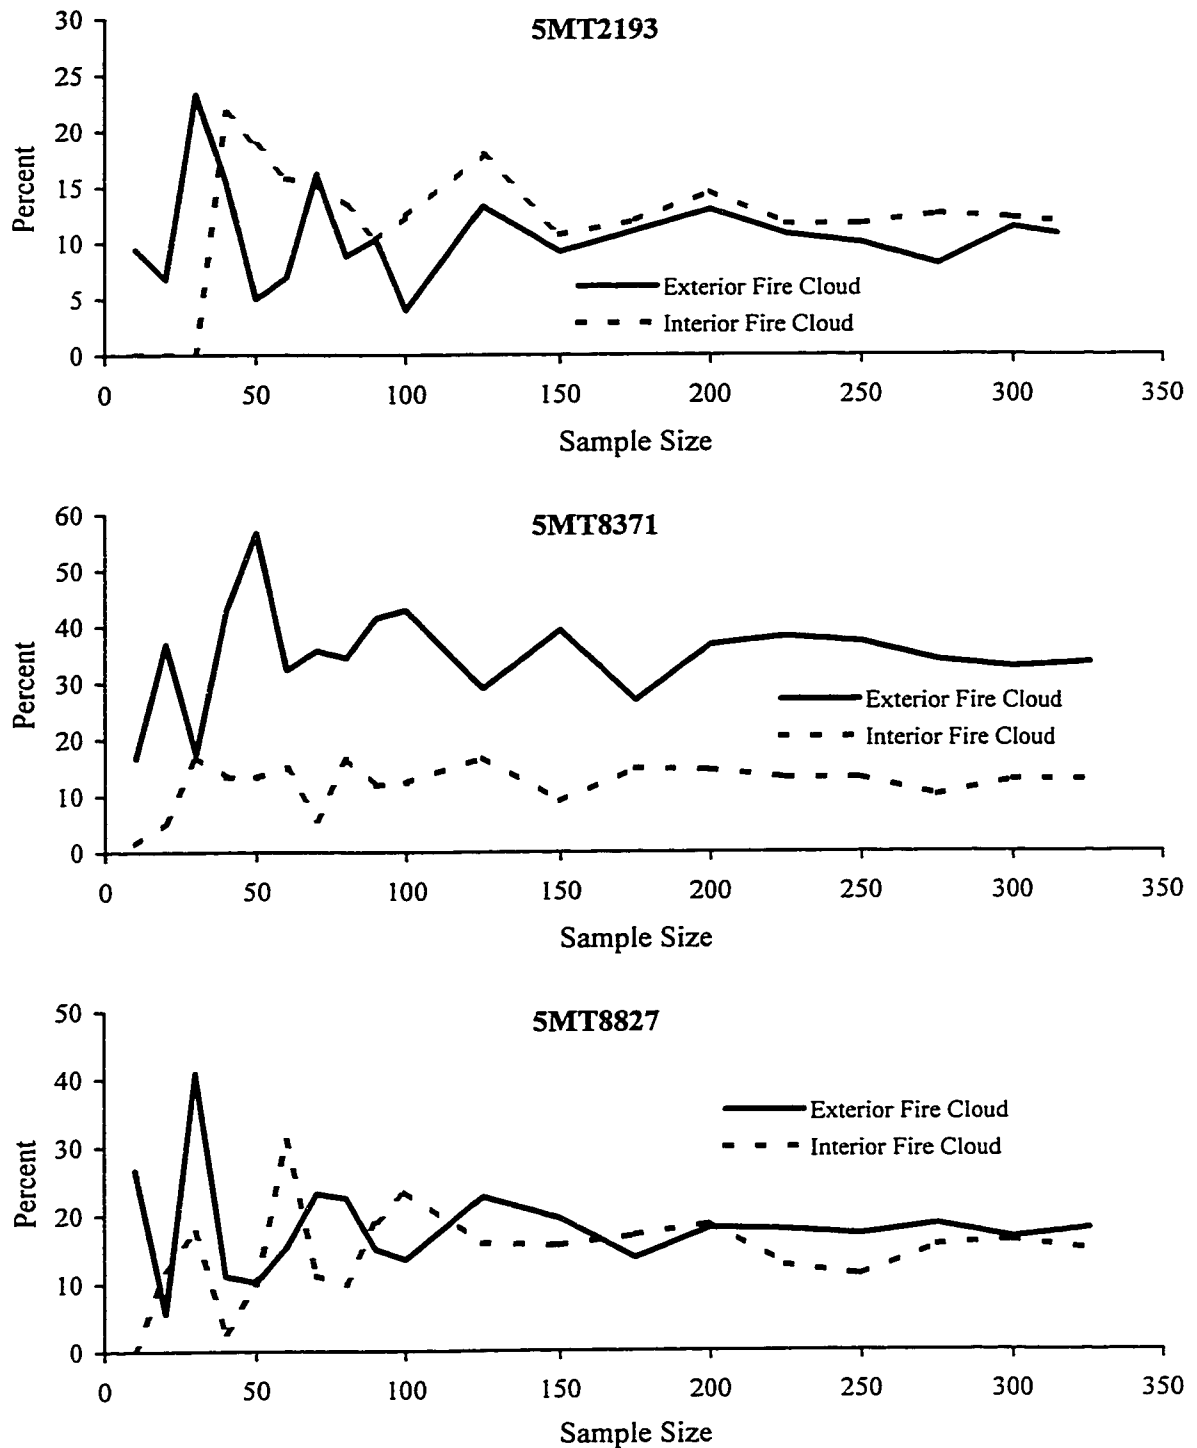 5MT2193
30
25
20
15
10
5
0
Percent
Exterior Fire Cloud
Interior Fire Cloud
0 50 100 150 200 250 300 350
Sample Size
5MT8371
60
50
40
30
20
10
0
Percent
Exterior Fire Cloud
Interior Fire Cloud
0 50 100 150 200 250 300 350
Sample Size
5MT8827
50
40
30
20
10
0
Percent
Exterior Fire Cloud
Interior Fire Cloud
0 50 100 150 200 250 300 350
Sample Size